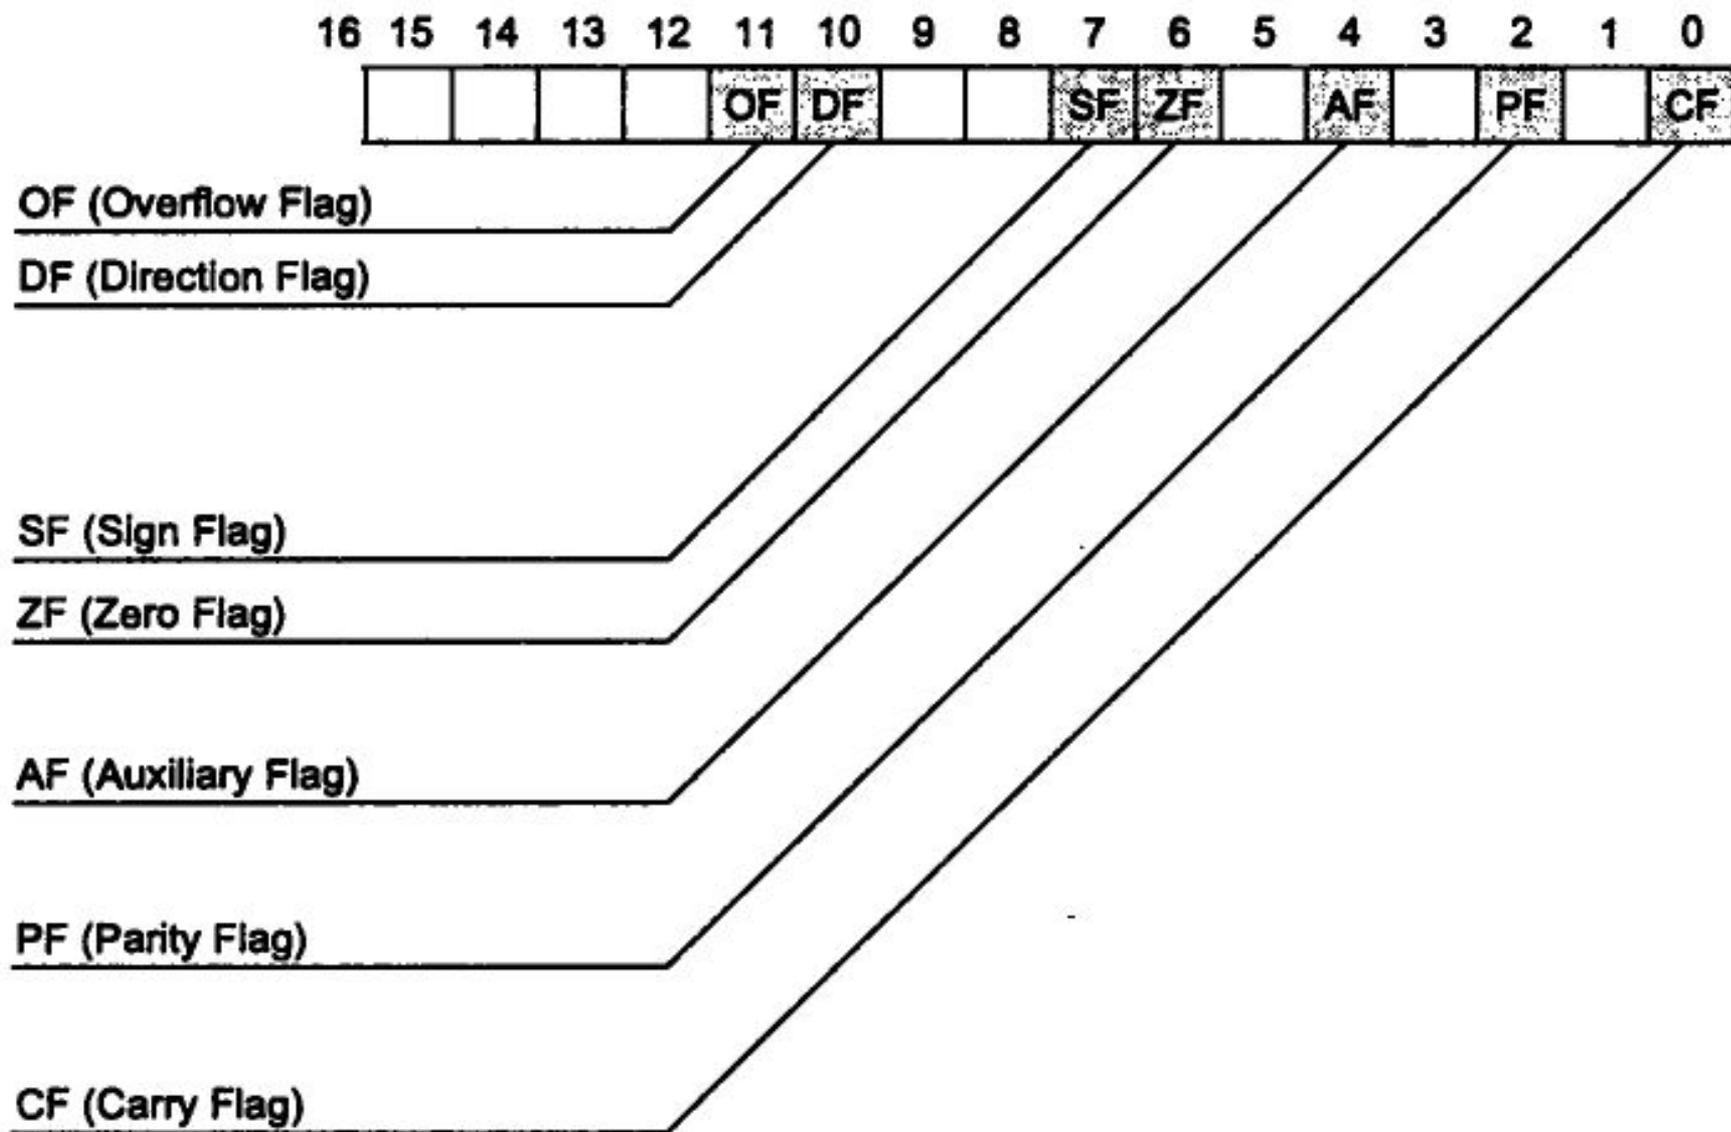 16 15 14 13 12 11 10 9 8 7 6 5 4 3 2 1 0
OF DF SF ZF AF PF CF
OF (Overflow Flag)
DF (Direction Flag)
SF (Sign Flag)
ZF (Zero Flag)
AF (Auxiliary Flag)
PF (Parity Flag)
CF (Carry Flag)